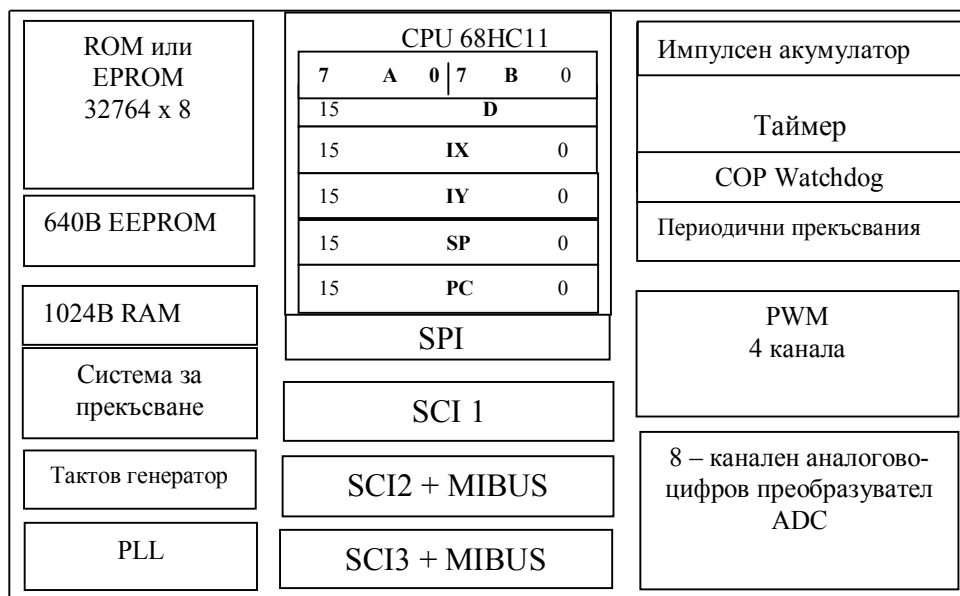 ROM или
EPROM
32764 x 8
640B EEPROM
1024B RAM
Система за
прекъсване
Тактов генератор
PLL
CPU 68HC11
7 A 0 7 B 0
15 D
15 IX 0
15 IY 0
15 SP 0
15 PC 0
SPI
SCI 1
SCI2 + MIBUS
SCI3 + MIBUS
Импулсен акумулатор
Таймер
COP Watchdog
Периодични прекъсвания
PWM
4 канала
8 – канален аналогово-
цифров преобразувател
ADC